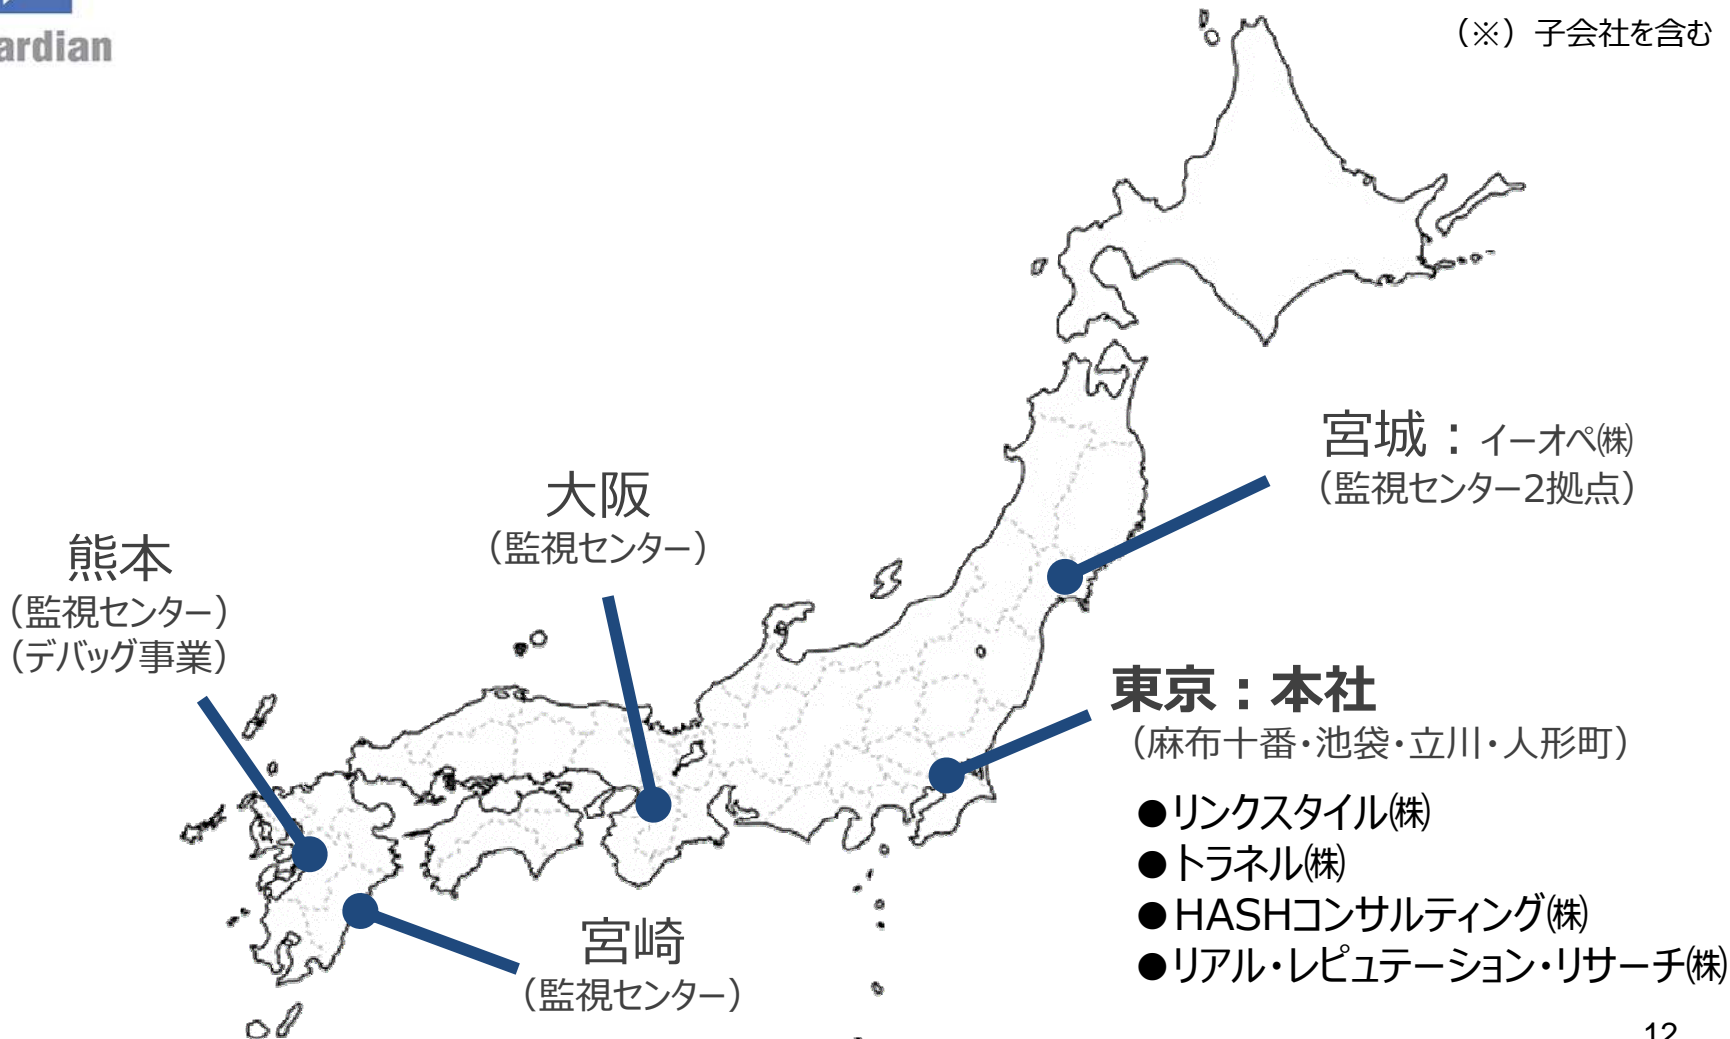 ardian
（※）子会社を含む
宮城：イーオペ㈱
（監視センター2拠点）
大阪
（監視センター）
熊本
（監視センター）
（デバッグ事業）
東京：本社
（麻布十番・池袋・立川・人形町）
●リンクスタイル㈱
●トラネル㈱
●HASHコンサルティング㈱
●リアル・レピュテーション・リサーチ㈱
宮崎
（監視センター）
12